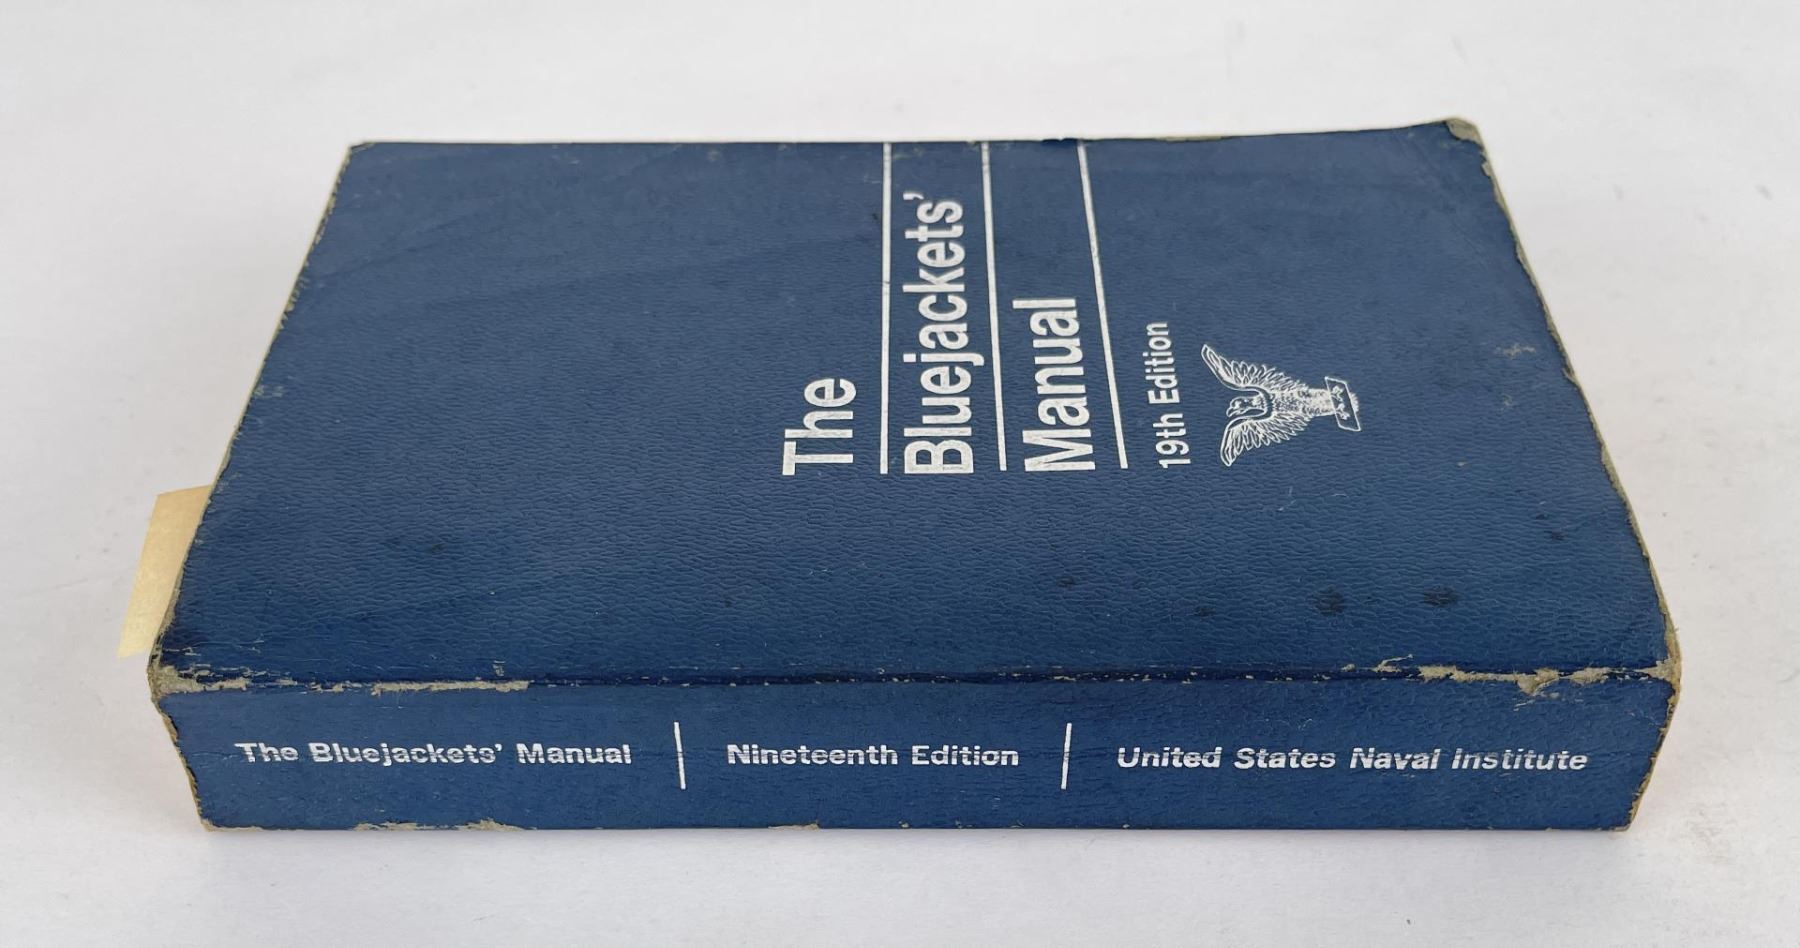 The
Bluejackets'
Manual
19th Edition
The Bluejackets' Manual | Nineteenth Edition | United States Naval Institute